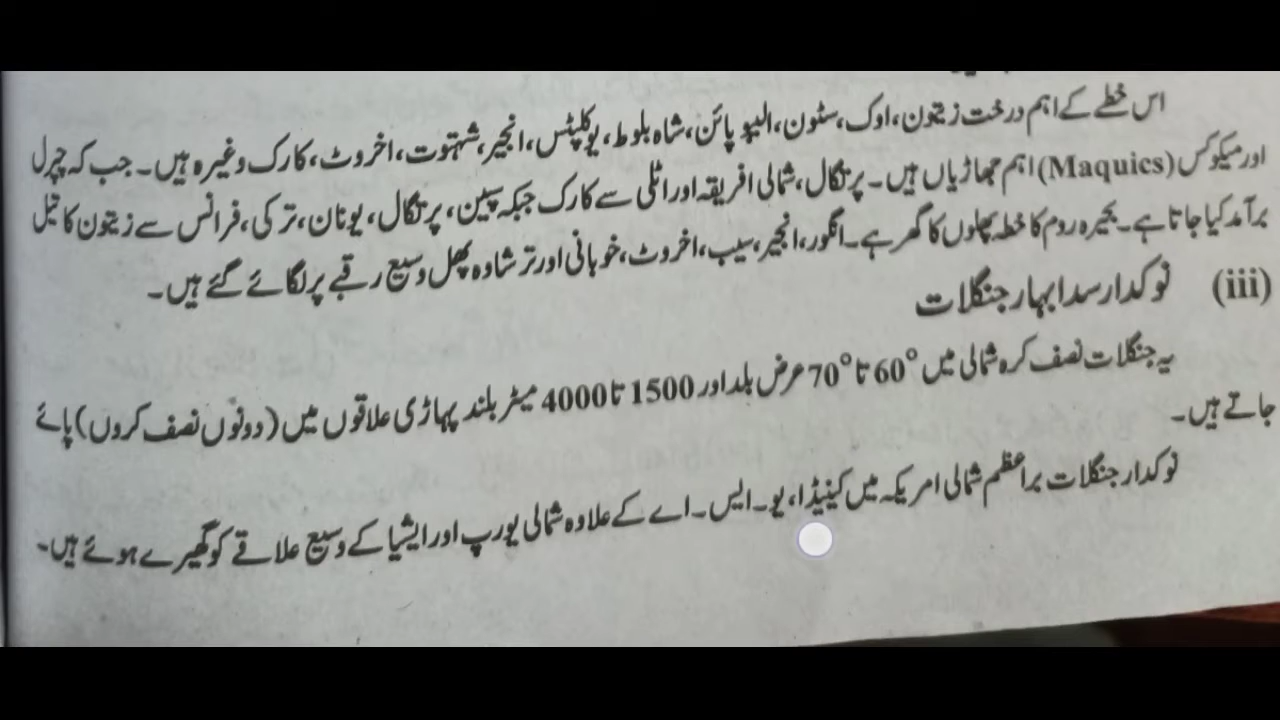 اس خطے کے اہم درخت زیتون، اوک، سٹون، الیپو پائن، شاہ بلوط، یوکلپٹس، انجیر، شہتوت، اخروٹ، کارک وغیرہ ہیں۔ جب کہ چپرل
اور میکوکس (Maquics) اہم جھاڑیاں ہیں۔ پرتگال، شمالی افریقہ اور اٹلی سے کارک جبکہ سپین، پرتگال، یونان، ترکی، فرانس سے زیتون کا تیل
برآمد کیا جاتا ہے۔ بحیرہ روم کا خطہ پھلوں کا گھر ہے۔ انگور، انجیر، سیب، اخروٹ، خوبانی اور ترشاوہ پھل وسیع رقبے پر لگائے گئے ہیں۔
(iii) نوکدار سدا بہار جنگلات
یہ جنگلات نصف کرہ شمالی میں 60° تا 70° عرض بلد اور 1500 تا 4000 میٹر بلند پہاڑی علاقوں میں (دونوں نصف کروں) پائے
جاتے ہیں۔
نوکدار جنگلات براعظم شمالی امریکہ میں کینیڈا، یو۔ایس۔اے کے علاوہ شمالی یورپ اور ایشیا کے وسیع علاقے کو گھیرے ہوئے ہیں۔